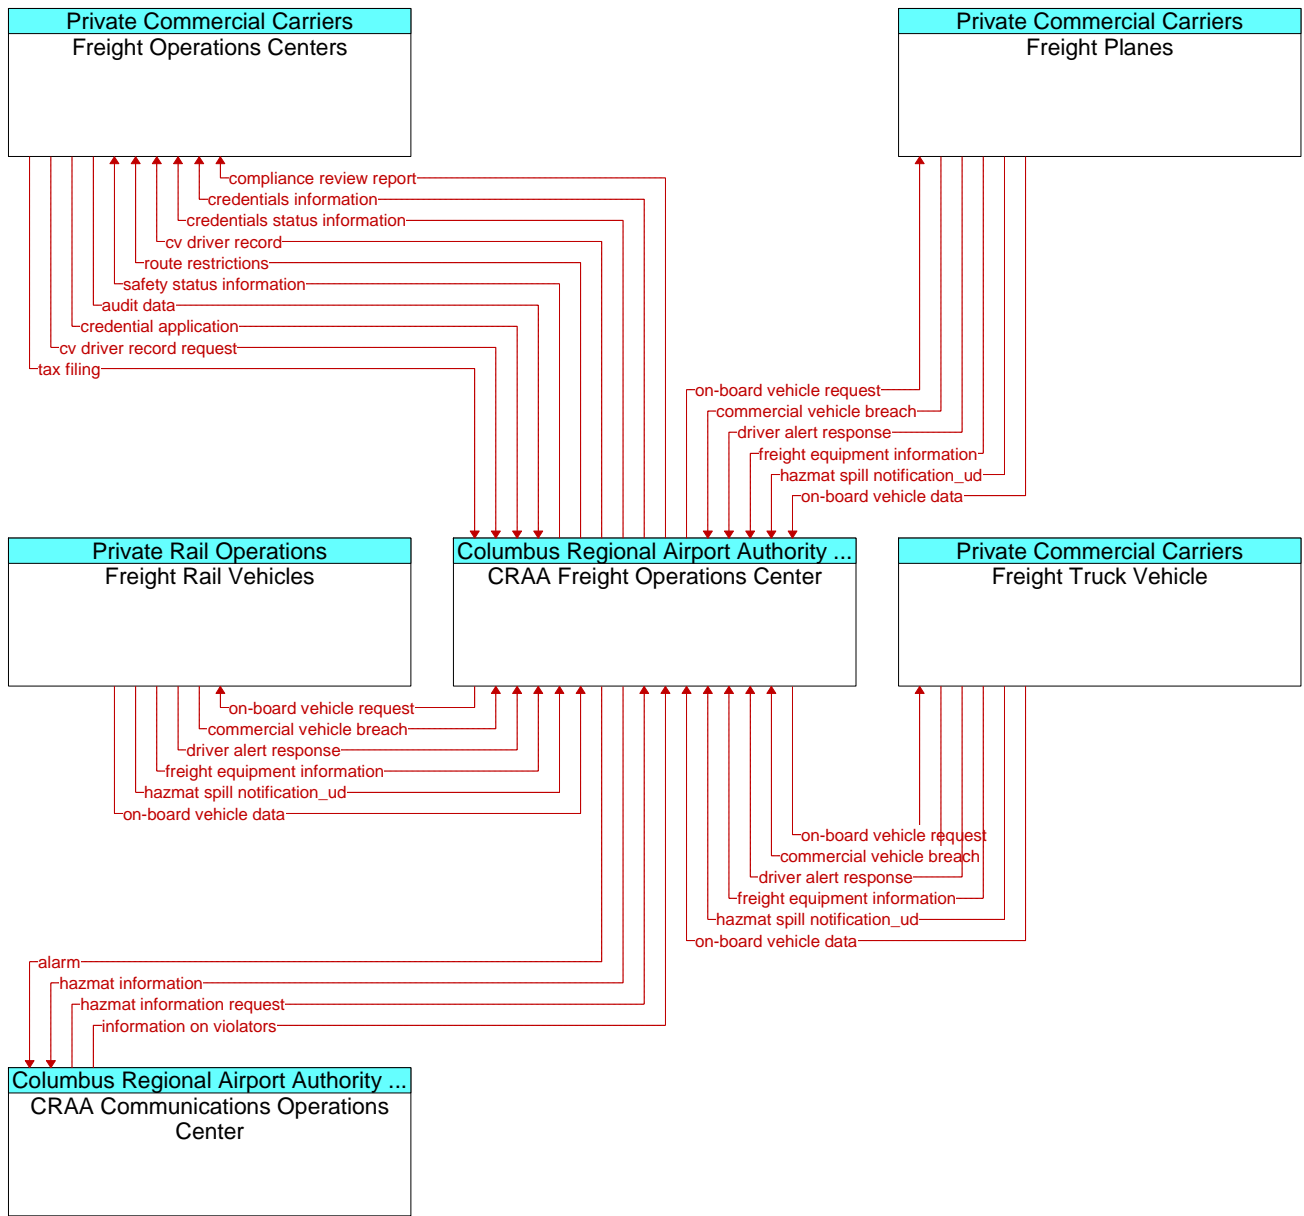 Private Commercial Carriers
Freight Operations Centers
Private Commercial Carriers
Freight Planes
compliance review report
credentials information
credentials status information
cv driver record
route restrictions
safety status information
audit data
credential application
cv driver record request
tax filing
on-board vehicle request
commercial vehicle breach
driver alert response
freight equipment information
hazmat spill notification_ud
on-board vehicle data
Private Rail Operations
Freight Rail Vehicles
Columbus Regional Airport Authority ...
CRAA Freight Operations Center
Private Commercial Carriers
Freight Truck Vehicle
on-board vehicle request
commercial vehicle breach
driver alert response
freight equipment information
hazmat spill notification_ud
on-board vehicle data
on-board vehicle request
commercial vehicle breach
driver alert response
freight equipment information
hazmat spill notification_ud
on-board vehicle data
alarm
hazmat information
hazmat information request
information on violators
Columbus Regional Airport Authority ...
CRAA Communications Operations
Center